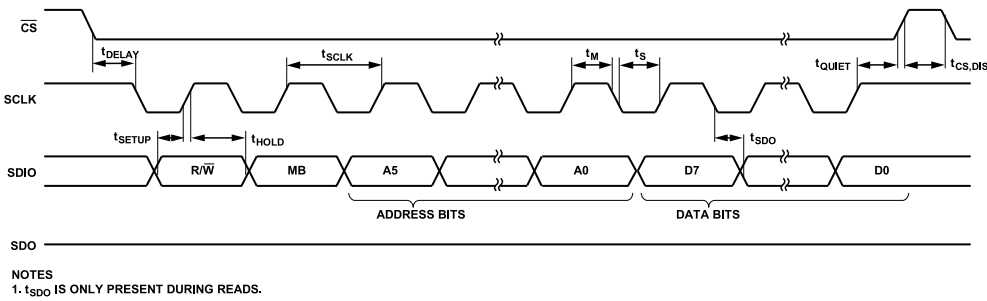 CS
tDELAY
tSCLK
tM
tS
tQUIET
tCS,DIS
SCLK
tSETUP
tHOLD
tSDO
SDIO
R/W
MB
A5
A0
D7
D0
ADDRESS BITS
DATA BITS
SDO
NOTES
1. tSDO IS ONLY PRESENT DURING READS.